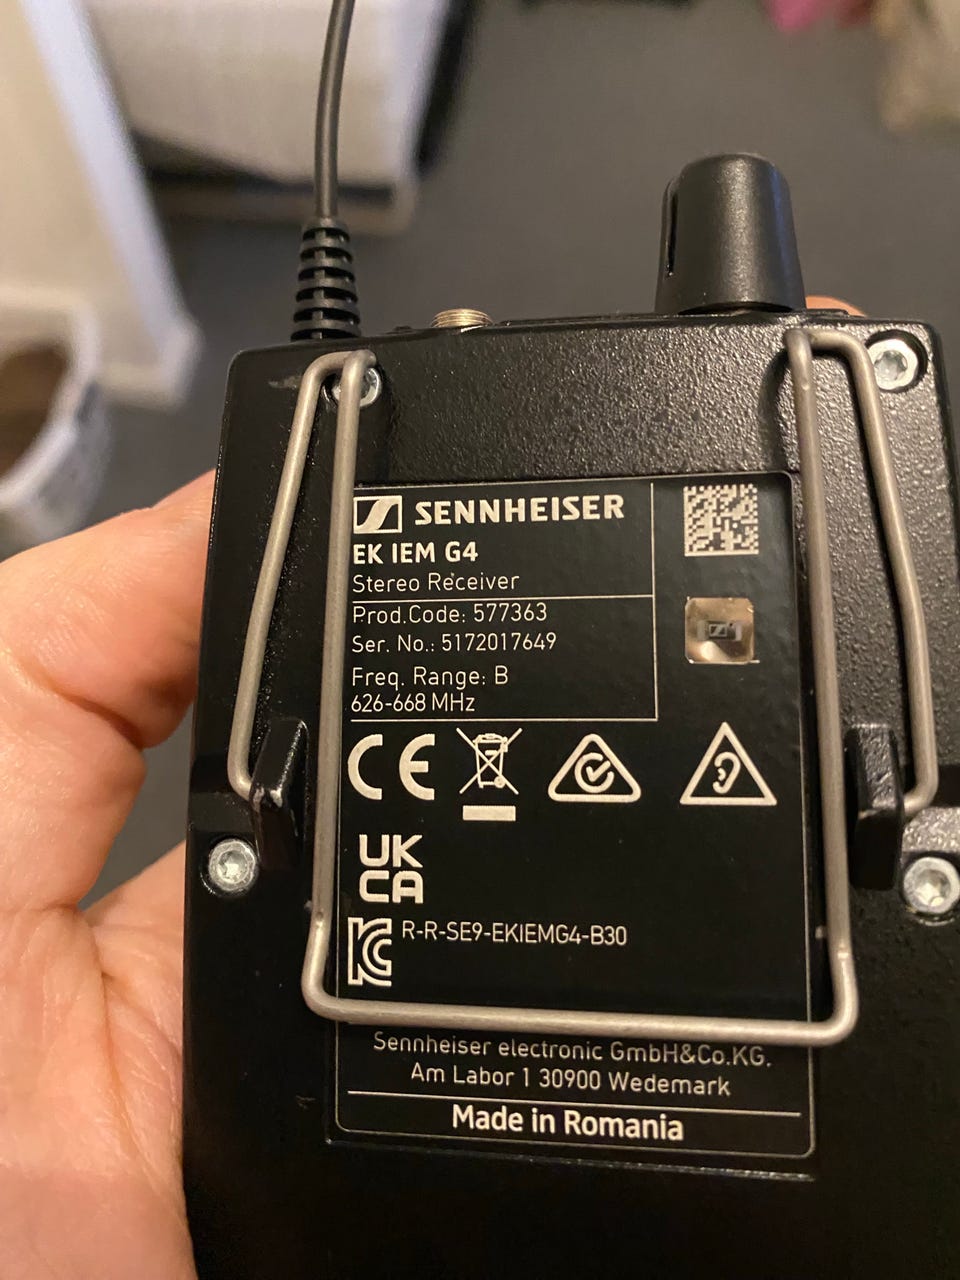 SENNHEISER
EK IEM G4
Stereo Receiver
Prod.Code: 577363
Ser. No.: 5172017649
Freq. Range: B
626-668 MHz
CE
UK
CA
R-R-SE9-EKIEMG4-B30
Sennheiser electronic GmbH&Co.KG.
Am Labor 1 30900 Wedemark
Made in Romania